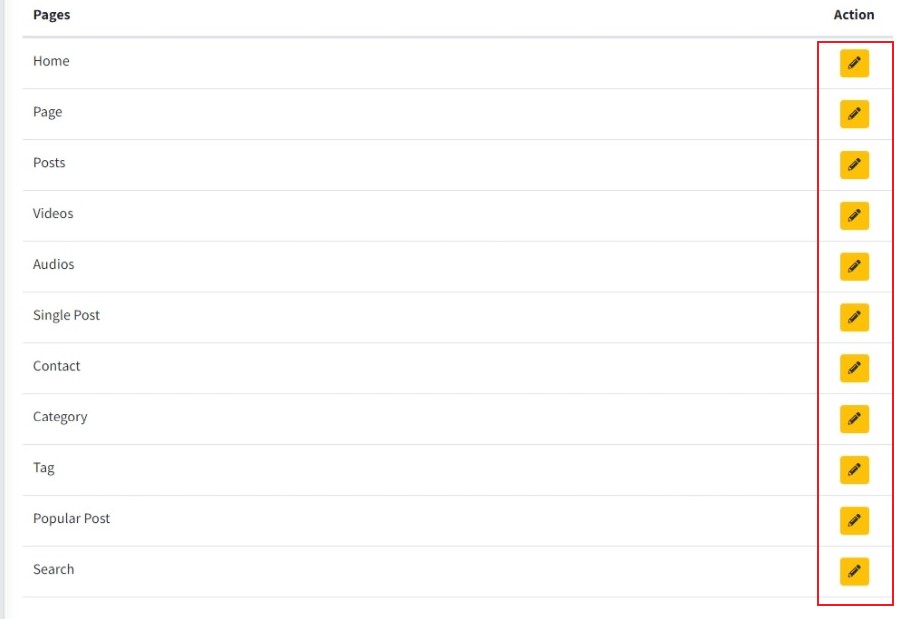 Pages Action
Home
Page
Posts
Videos
Audios
Single Post
Contact
Category
Tag
Popular Post
Search